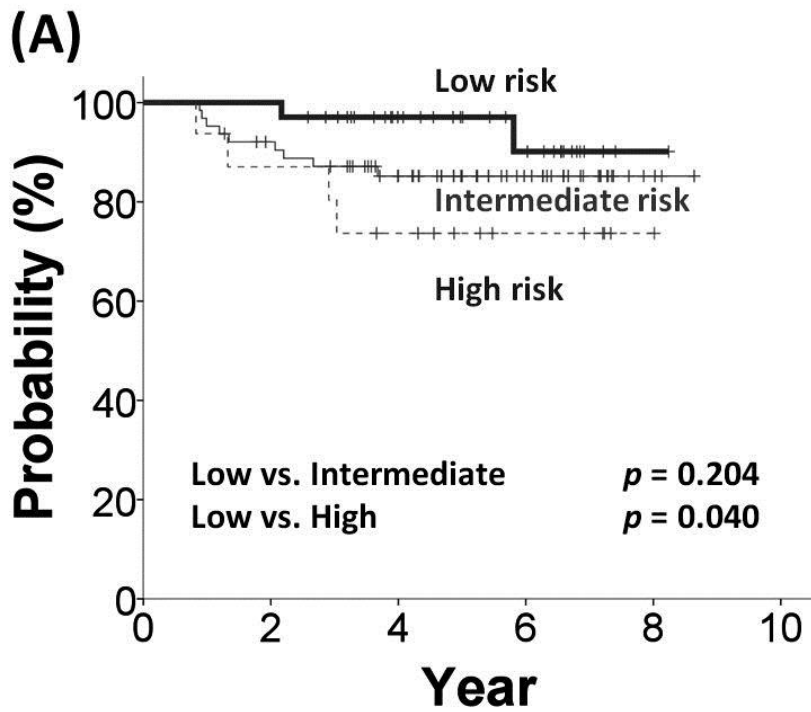 (A)
Low risk
Intermediate risk
High risk
Low vs. Intermediate p = 0.204
Low vs. High p = 0.040
Probability (%)
100
80
60
40
20
0
0 2 4 6 8 10
Year